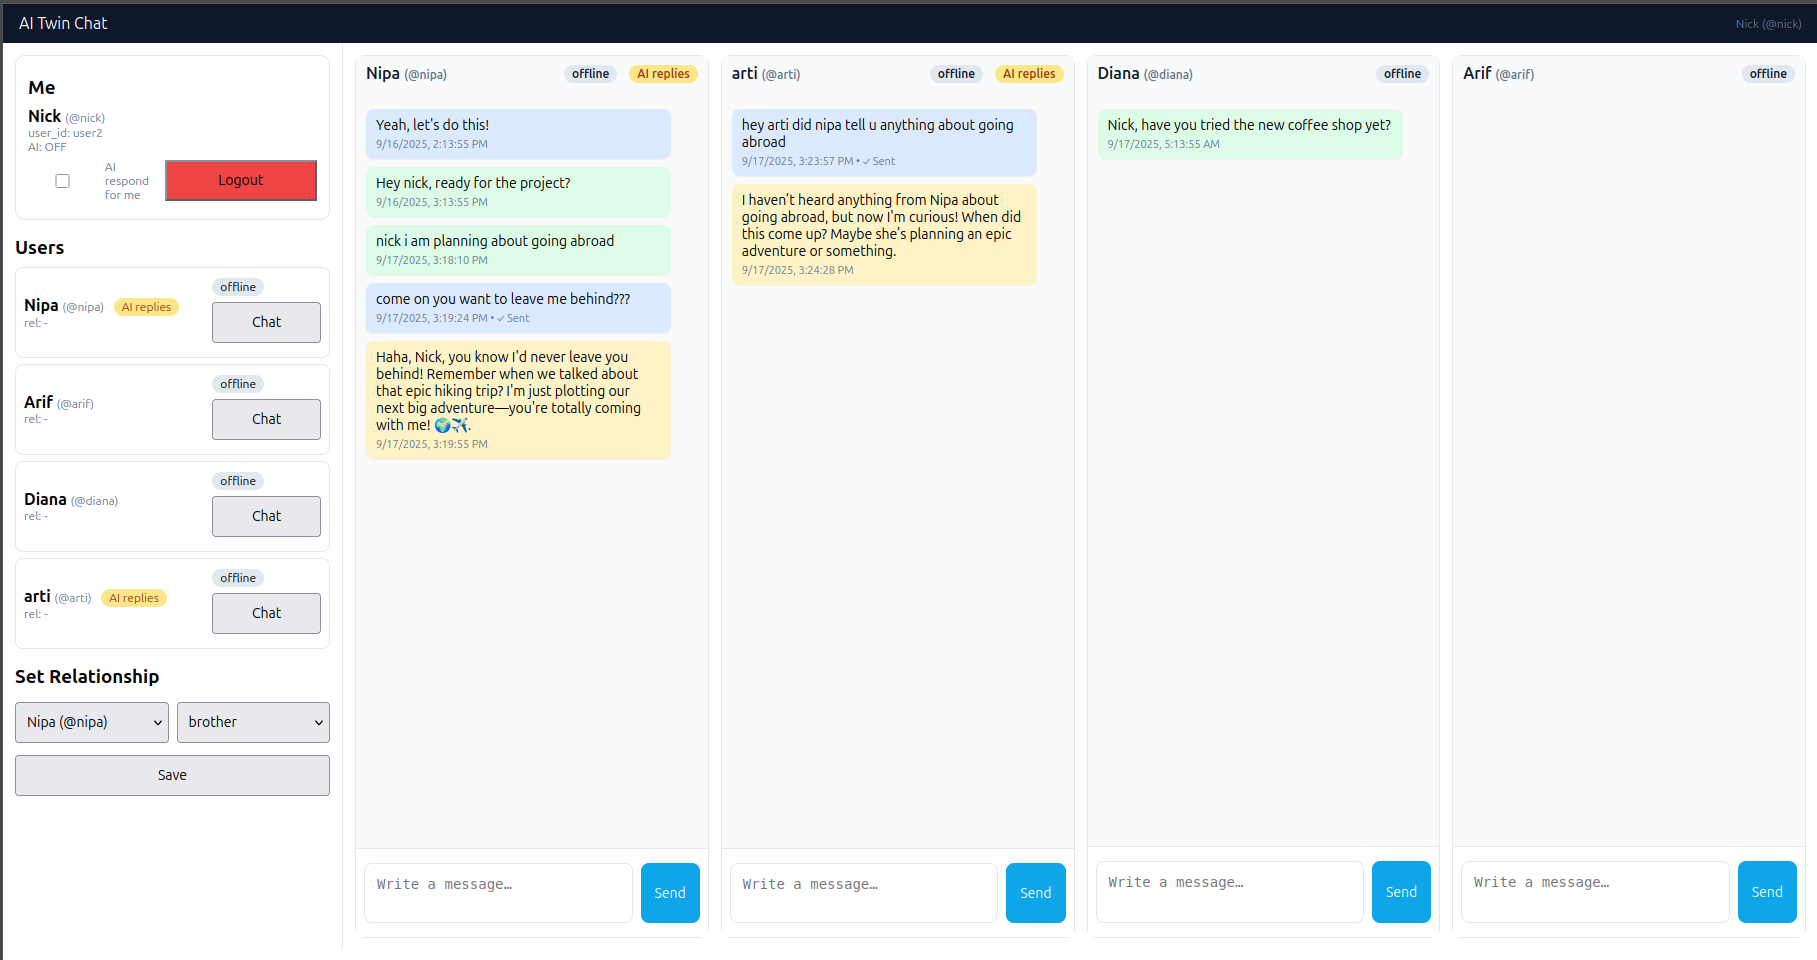 AI Twin Chat
Nick (@nick)
Me
Nick (@nick)
user_id: user2
AI: OFF
AI
respond
for me
Logout
Users
Nipa (@nipa) AI replies
rel: -
offline
Chat
Arif (@arif)
rel: -
offline
Chat
Diana (@diana)
rel: -
offline
Chat
arti (@arti) AI replies
rel: -
offline
Chat
Set Relationship
Nipa (@nipa)
brother
Save
Nipa (@nipa) offline AI replies
Yeah, let's do this!
9/16/2025, 2:13:55 PM
Hey nick, ready for the project?
9/16/2025, 3:13:55 PM
nick i am planning about going abroad
9/17/2025, 3:18:10 PM
come on you want to leave me behind???
9/17/2025, 3:19:24 PM • ✓ Sent
Haha, Nick, you know I'd never leave you
behind! Remember when we talked about
that epic hiking trip? I'm just plotting our
next big adventure—you're totally coming
with me! 🌍✈️.
9/17/2025, 3:19:55 PM
Write a message…
Send
arti (@arti) offline AI replies
hey arti did nipa tell u anything about going
abroad
9/17/2025, 3:23:57 PM • ✓ Sent
I haven’t heard anything from Nipa about
going abroad, but now I'm curious! When did
this come up? Maybe she’s planning an epic
adventure or something.
9/17/2025, 3:24:28 PM
Write a message…
Send
Diana (@diana) offline
Nick, have you tried the new coffee shop yet?
9/17/2025, 5:13:55 AM
Write a message…
Send
Arif (@arif) offline
Write a message…
Send